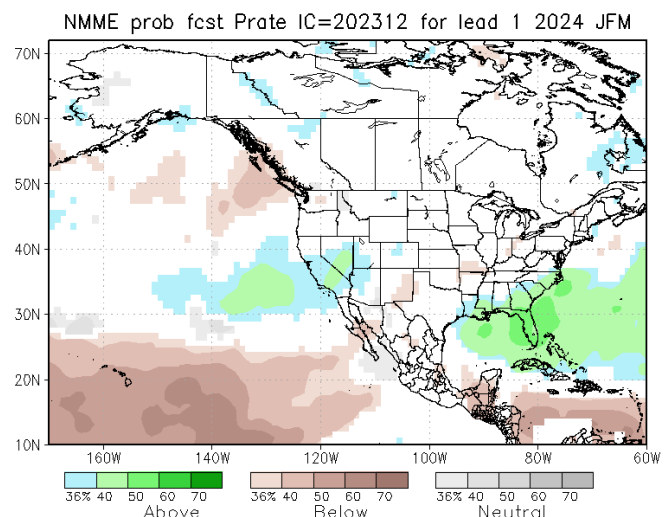 NMME prob fcst Prate IC=202312 for lead 1 2024 JFM
70N
60N
50N
40N
30N
20N
10N
160W 140W 120W 100W 80W 60W
36% 40 50 60 70 36% 40 50 60 70 36% 40 50 60 70
Above Below Neutral